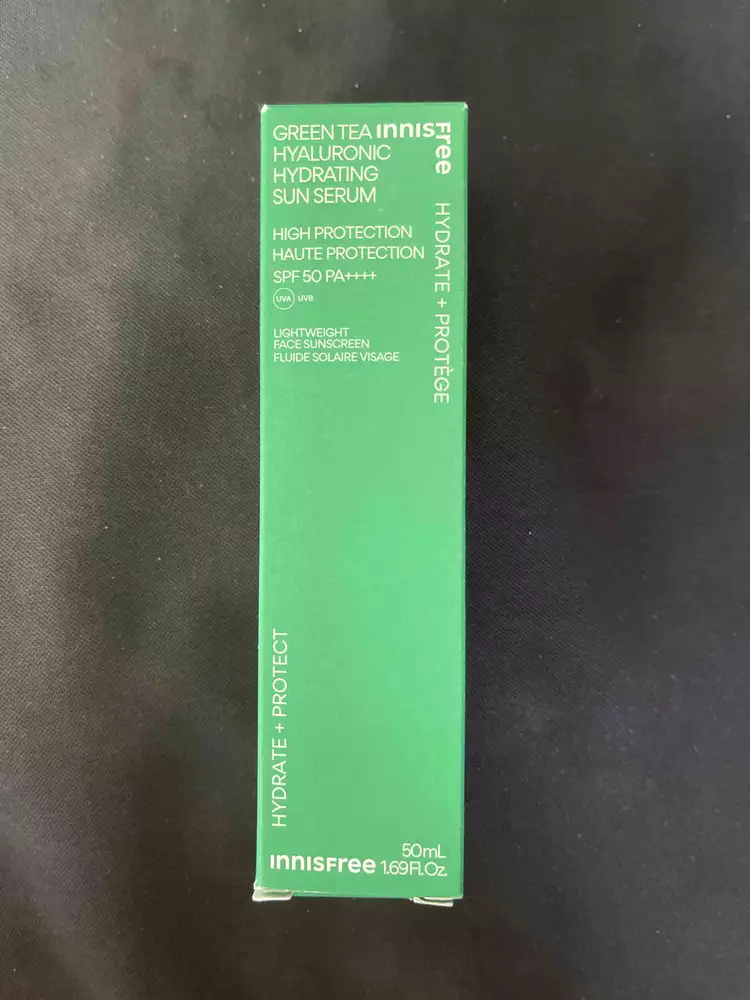 GREEN TEA
HYALURONIC
HYDRATING
SUN SERUM
INNISFree
HYDRATE + PROTÈGE
HIGH PROTECTION
HAUTE PROTECTION
SPF 50 PA++++
UVA UVB
LIGHTWEIGHT
FACE SUNSCREEN
FLUIDE SOLAIRE VISAGE
HYDRATE + PROTECT
INNISFree
50mL
1.69Fl.Oz.